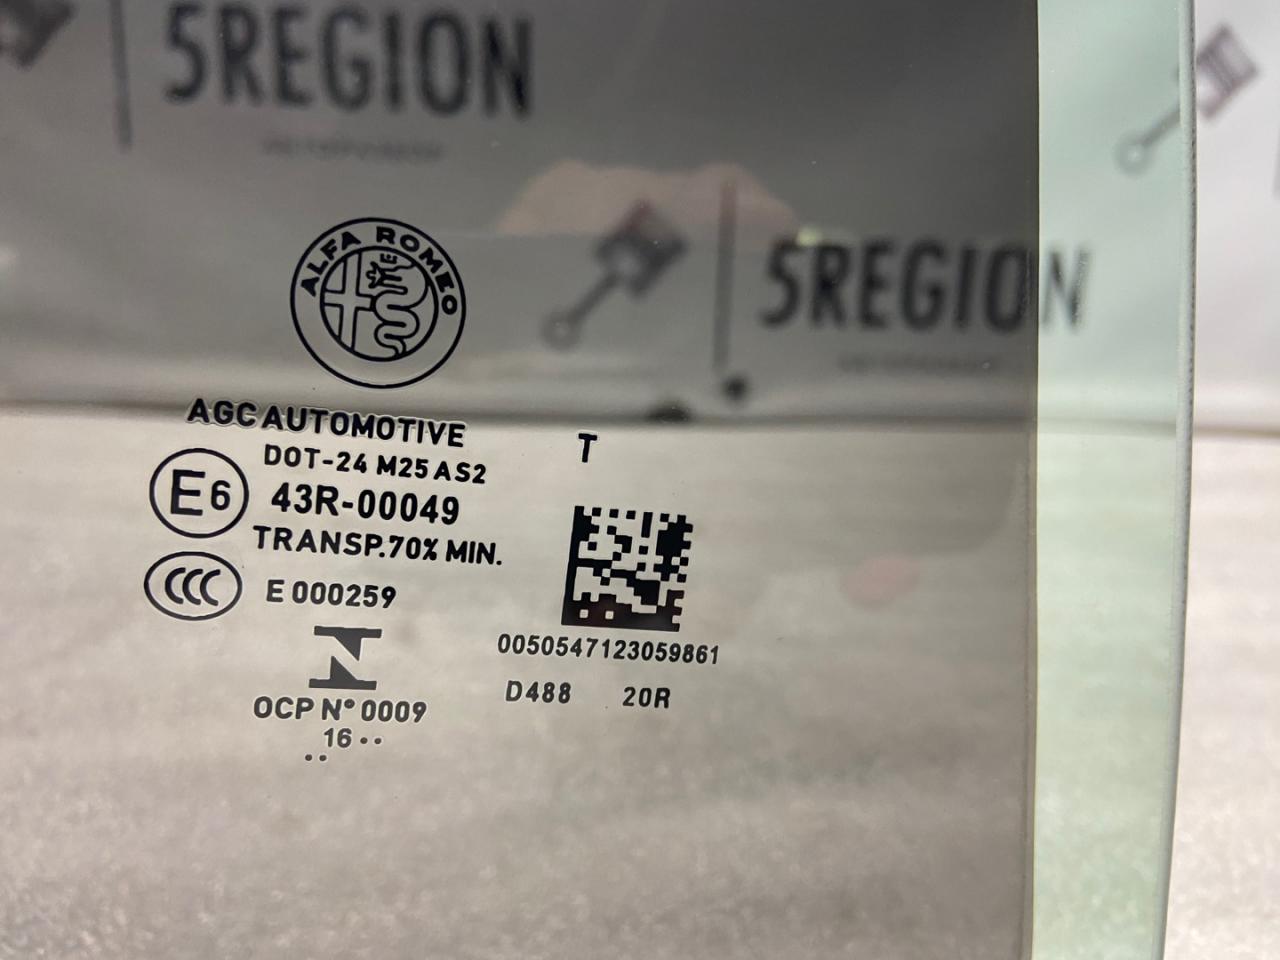 5REGION
5REGION
ALFA ROMEO
AGC AUTOMOTIVE
T
DOT-24 M25 AS2
E6
43R-00049
TRANSP.70% MIN.
CCC
E 000259
0050547123059861
D488 20R
OCP N° 0009
16 ••
••